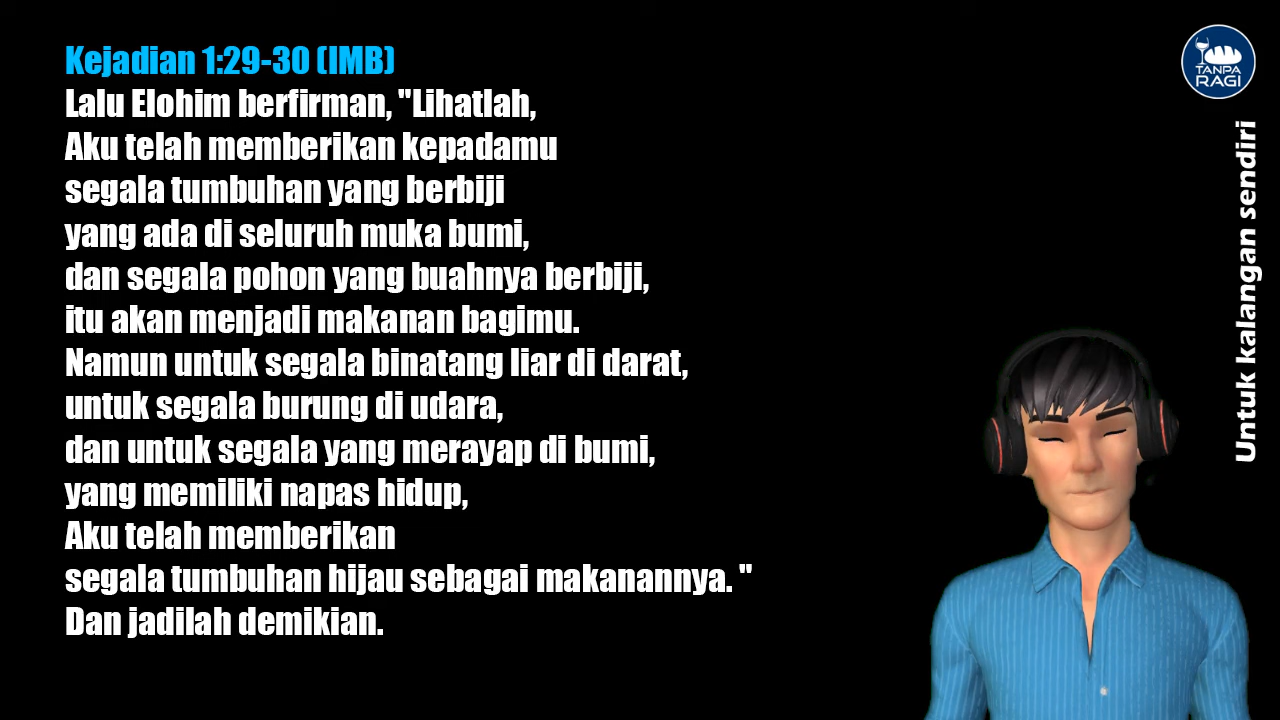 Kejadian 1:29-30 (IMB)
Lalu Elohim berfirman, "Lihatlah,
Aku telah memberikan kepadamu
segala tumbuhan yang berbiji
yang ada di seluruh muka bumi,
dan segala pohon yang buahnya berbiji,
itu akan menjadi makanan bagimu.
Namun untuk segala binatang liar di darat,
untuk segala burung di udara,
dan untuk segala yang merayap di bumi,
yang memiliki napas hidup,
Aku telah memberikan
segala tumbuhan hijau sebagai makanannya. "
Dan jadilah demikian.
TANPA
RAGI
Untuk kalangan sendiri